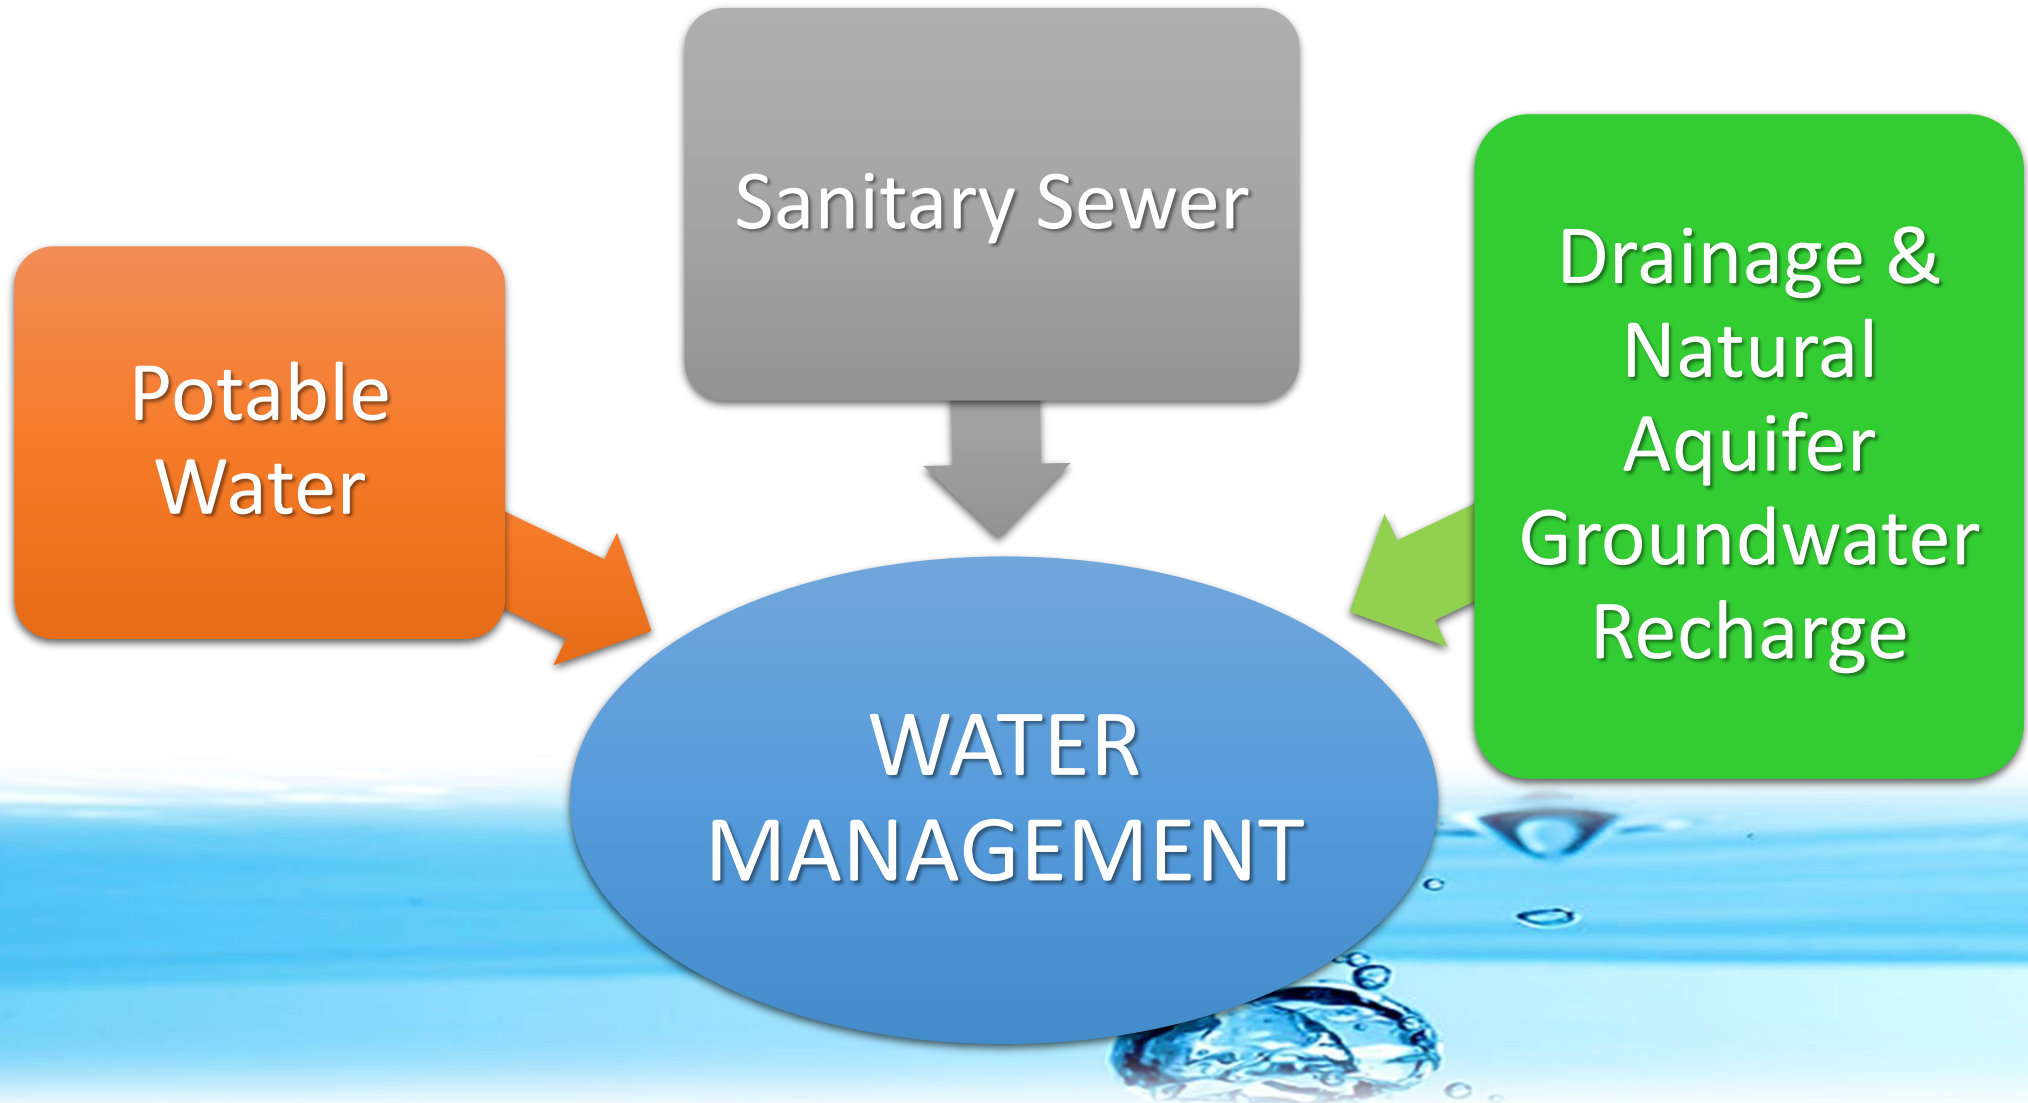 Sanitary Sewer
Potable
Water
Drainage &
Natural
Aquifer
Groundwater
Recharge
WATER
MANAGEMENT